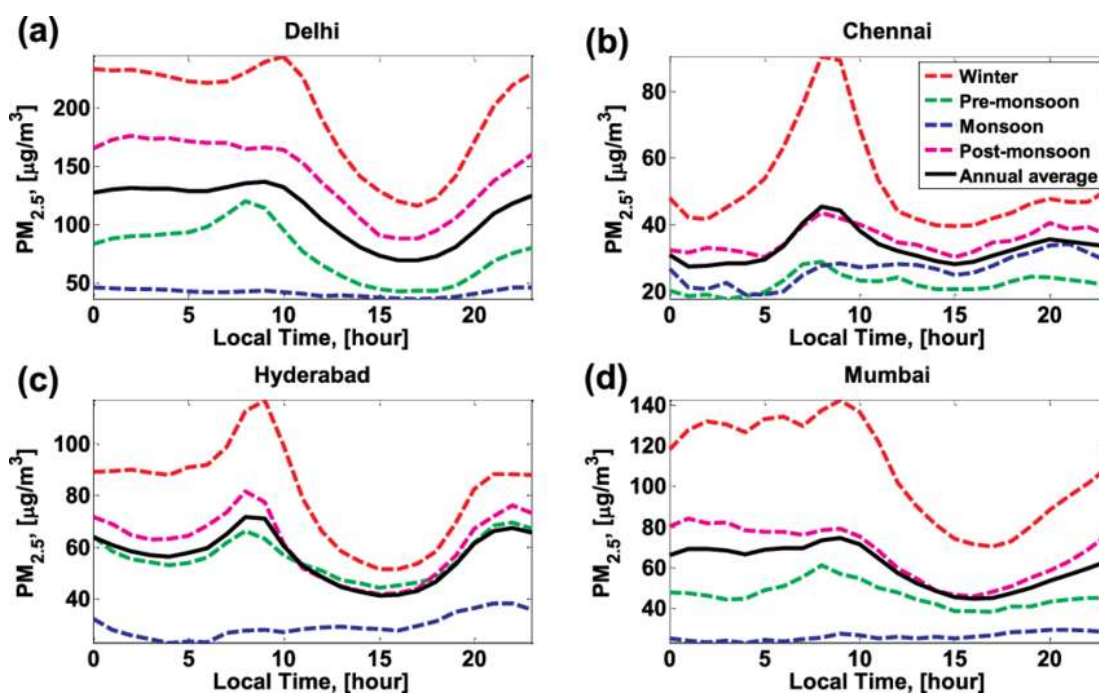 (a)
Delhi
PM2.5, [μg/m3]
200
150
100
50
0 5 10 15 20
Local Time, [hour]
(b)
Chennai
PM2.5, [μg/m3]
80
60
40
20
0 5 10 15 20
Local Time, [hour]
Winter
Pre-monsoon
Monsoon
Post-monsoon
Annual average
(c)
Hyderabad
PM2.5, [μg/m3]
100
80
60
40
0 5 10 15 20
Local Time, [hour]
(d)
Mumbai
PM2.5, [μg/m3]
140
120
100
80
60
40
0 5 10 15 20
Local Time, [hour]